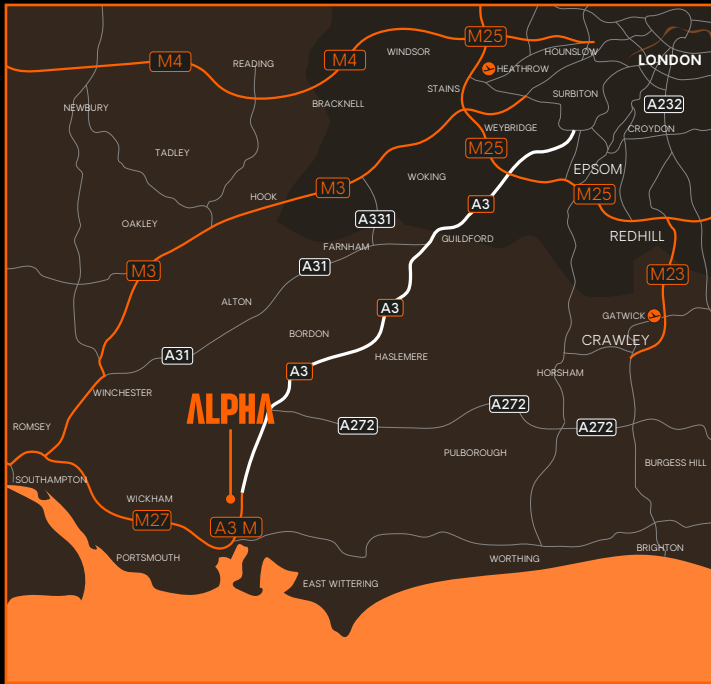 M25
M4
READING
WINDSOR
M4
HOUNSLOW
LONDON
HEATHROW
STAINS
SURBITON
NEWBURY
BRACKNELL
A232
WEYBRIDGE
CROYDON
TADLEY
M25
EPSOM
WOKING
M3
M25
HOOK
A3
A331
OAKLEY
GUILDFORD
REDHILL
FARNHAM
A31
M3
M23
ALTON
A3
GATWICK
BORDON
CRAWLEY
A31
HASLEMERE
A3
HORSHAM
WINCHESTER
ALPHA
A272
ROMSEY
A272
A272
PULBOROUGH
BURGESS HILL
SOUTHAMPTON
WICKHAM
M27
A3 M
BRIGHTON
PORTSMOUTH
WORTHING
EAST WITTERING